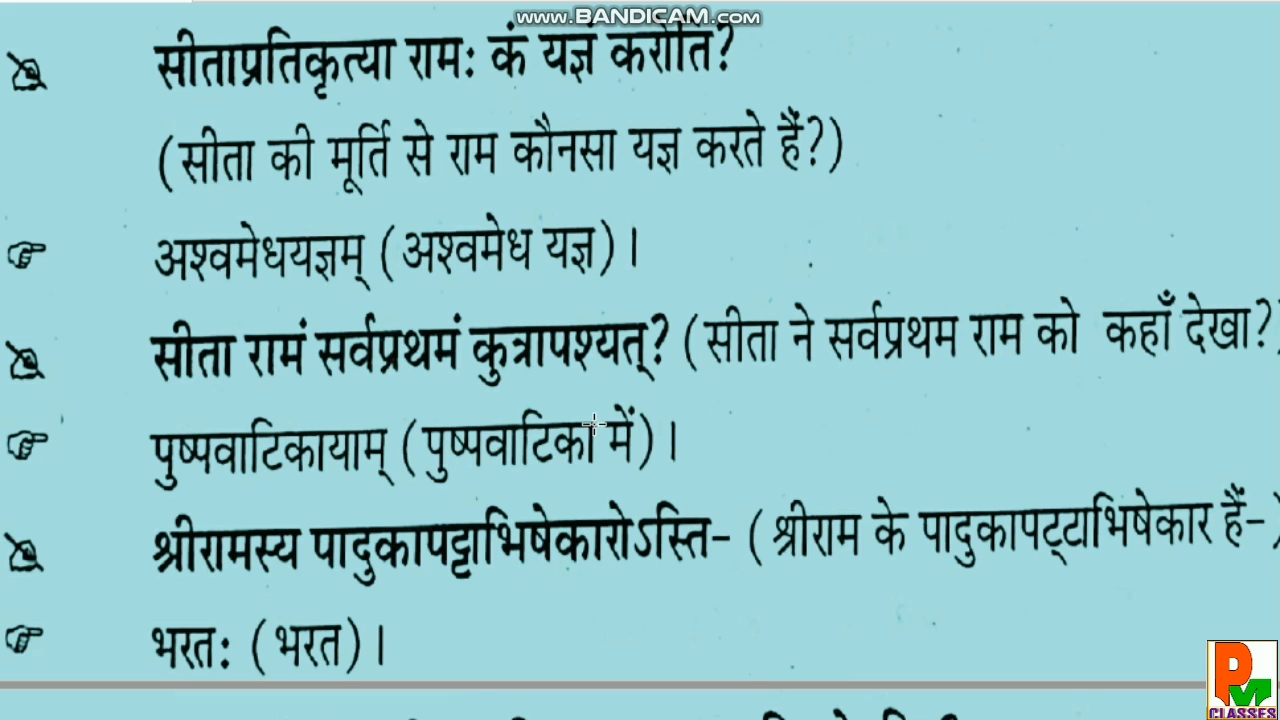 www.BANDICAM.com
सीताप्रतिकृत्या रामः कं यज्ञं करोति?
(सीता की मूर्ति से राम कौनसा यज्ञ करते हैं?)
अश्वमेधयज्ञम् (अश्वमेध यज्ञ)।
सीता रामं सर्वप्रथमं कुत्रापश्यत्? (सीता ने सर्वप्रथम राम को कहाँ देखा?)
पुष्पवाटिकायाम् (पुष्पवाटिका में)।
श्रीरामस्य पादुकापट्टाभिषेकारोऽस्ति- (श्रीराम के पादुकापट्टाभिषेकार हैं-)
भरतः (भरत)।
PM
CLASSES